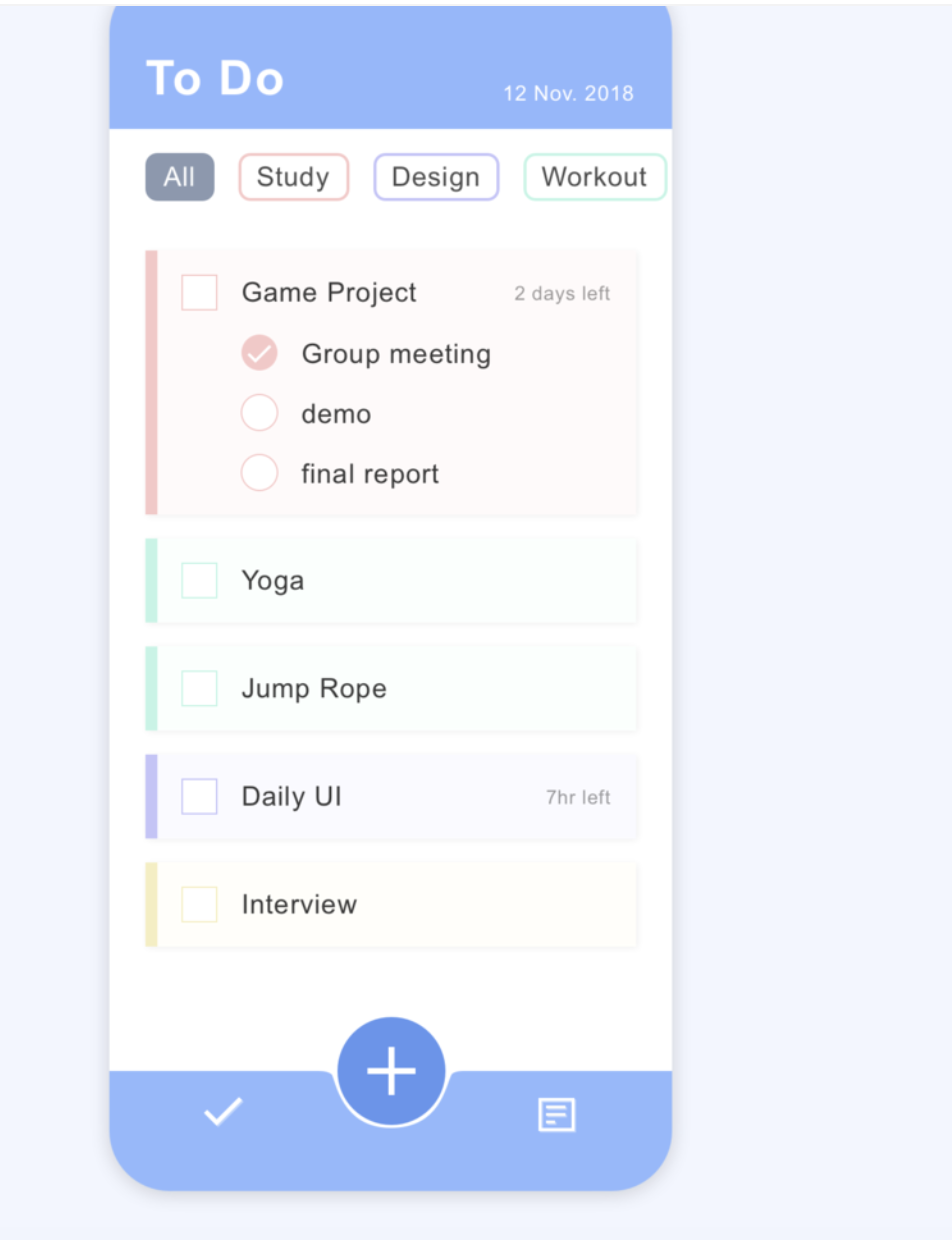 To Do
12 Nov. 2018
All Study Design Workout
Game Project 2 days left
Group meeting
demo
final report
Yoga
Jump Rope
Daily UI 7hr left
Interview